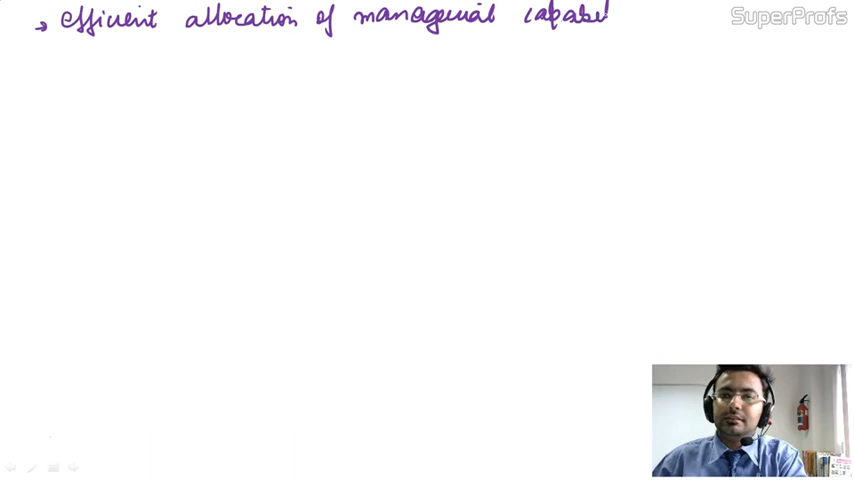 → efficient allocation of managerial capabil
SuperProfs